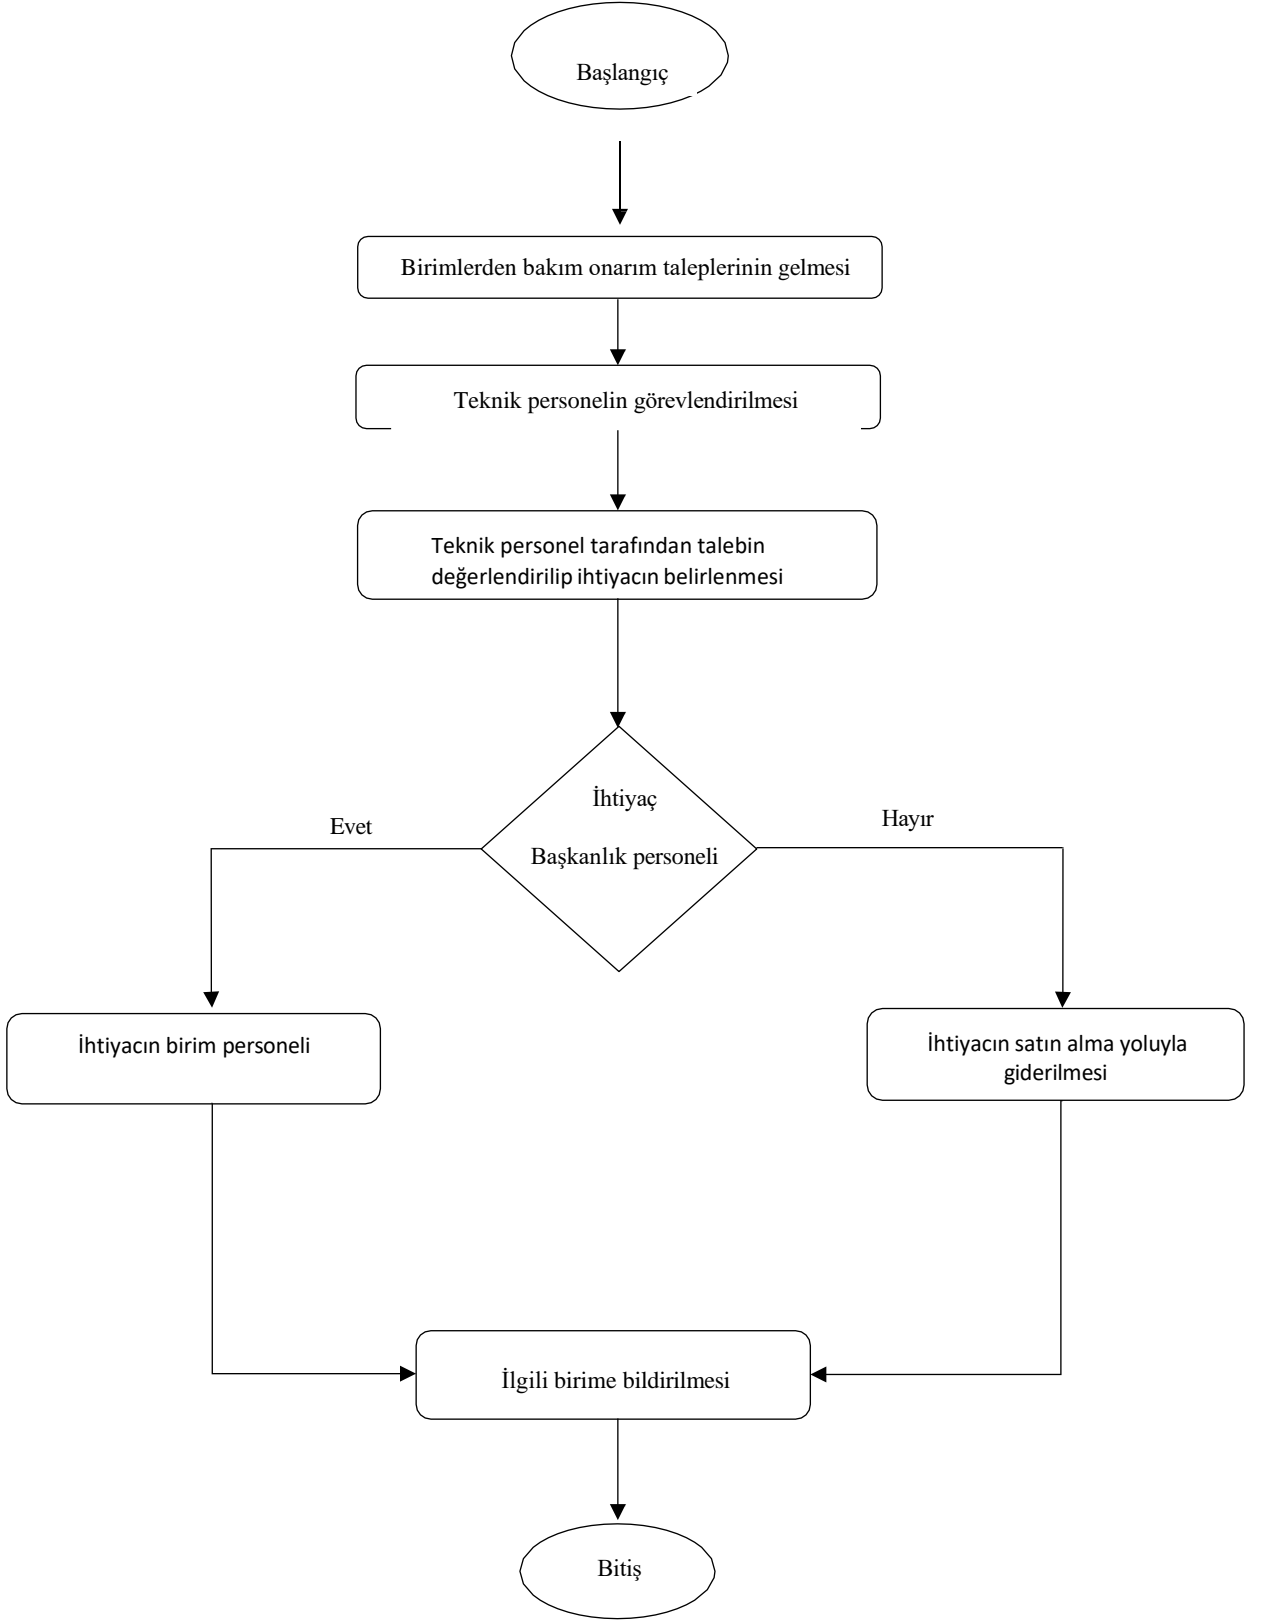 Başlangıç
Birimlerden bakım onarım taleplerinin gelmesi
Teknik personelin görevlendirilmesi
Teknik personel tarafından talebin
değerlendirilip ihtiyacın belirlenmesi
İhtiyaç
Başkanlık personeli
Evet
Hayır
İhtiyacın birim personeli
İhtiyacın satın alma yoluyla
giderilmesi
İlgili birime bildirilmesi
Bitiş